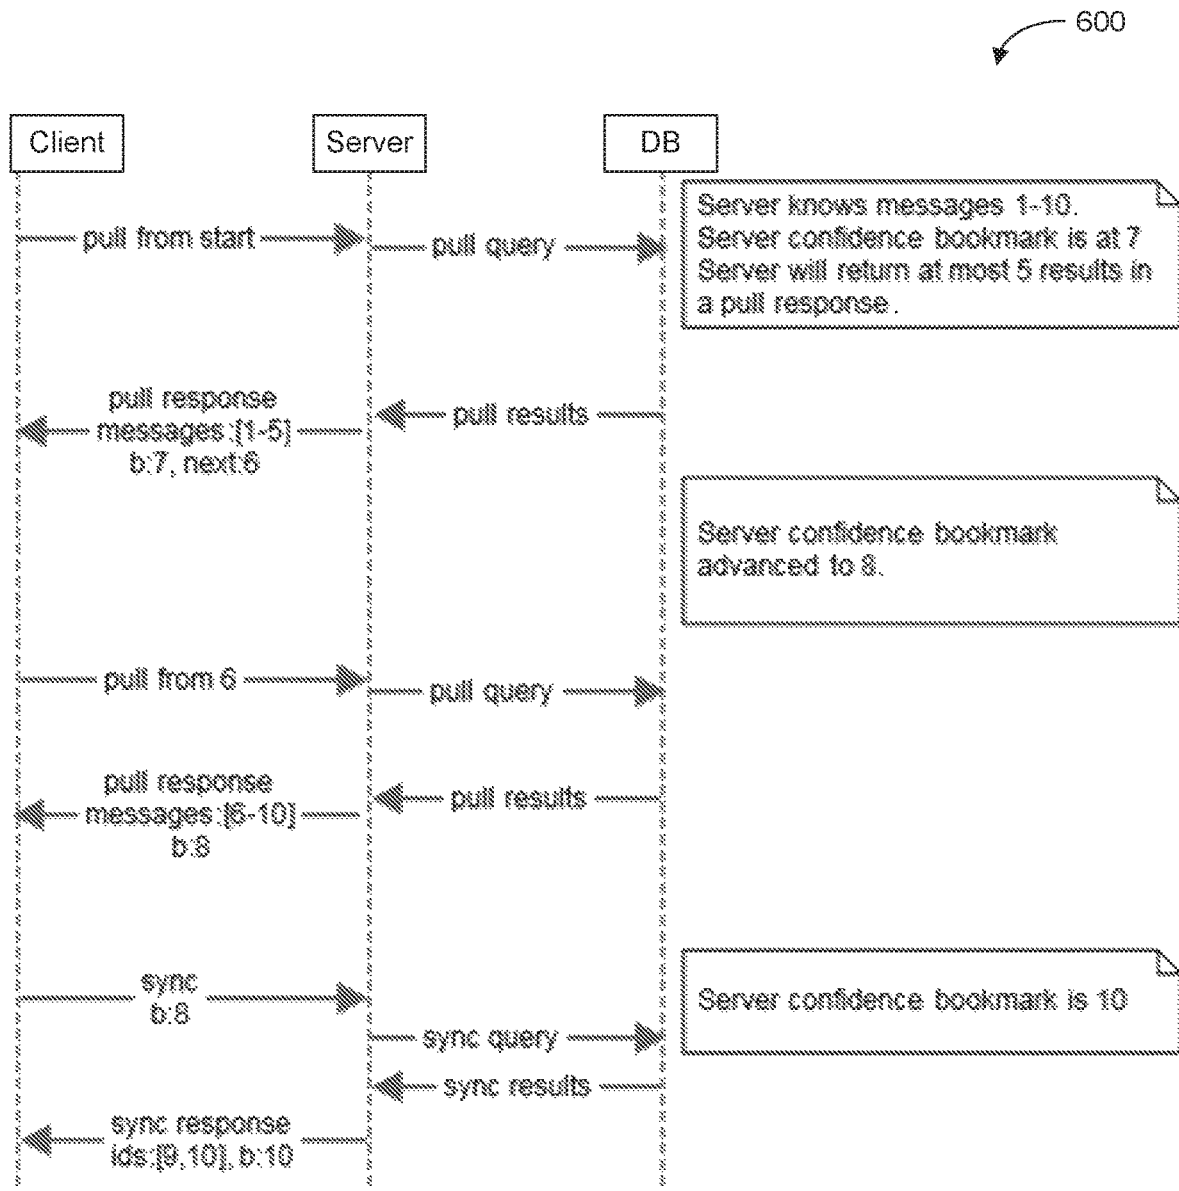 600
Client
Server
DB
Server knows messages 1-10.
Server confidence bookmark is at 7
Server will return at most 5 results in
a pull response.
pull from start
pull query
pull response
messages:[1-5]
b:7, next:6
pull results
Server confidence bookmark
advanced to 8.
pull from 6
pull query
pull response
messages:[6-10]
b:8
pull results
sync
b:8
Server confidence bookmark is 10
sync query
sync results
sync response
ids:[9,10], b:10